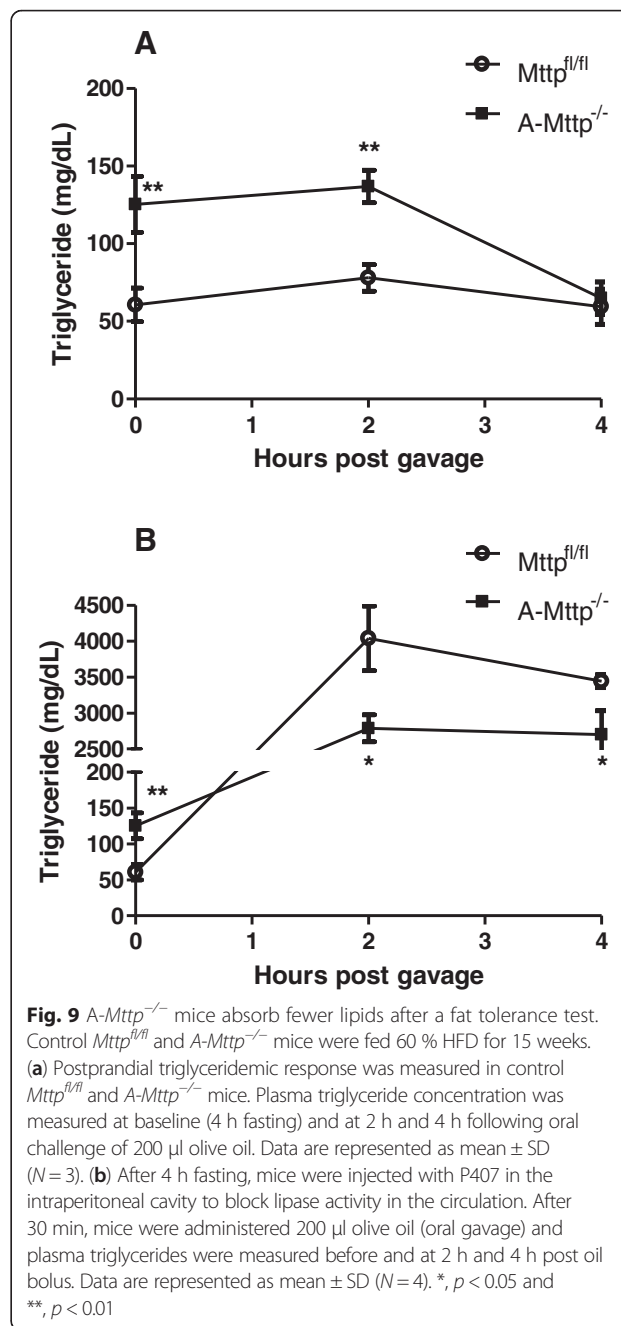 A
Mttp^fl/fl
A-Mttp^-/-
200
150
100
50
0
**
**
Triglyceride (mg/dL)
0 1 2 3 4
Hours post gavage
B
Mttp^fl/fl
A-Mttp^-/-
4500
4000
3500
3000
2500
200
150
100
50
0
**
*
*
Triglyceride (mg/dL)
0 1 2 3 4
Hours post gavage
Fig. 9 A-Mttp^−/− mice absorb fewer lipids after a fat tolerance test.
Control Mttp^fl/fl and A-Mttp^−/− mice were fed 60 % HFD for 15 weeks.
(a) Postprandial triglyceridemic response was measured in control
Mttp^fl/fl and A-Mttp^−/− mice. Plasma triglyceride concentration was
measured at baseline (4 h fasting) and at 2 h and 4 h following oral
challenge of 200 μl olive oil. Data are represented as mean ± SD
(N = 3). (b) After 4 h fasting, mice were injected with P407 in the
intraperitoneal cavity to block lipase activity in the circulation. After
30 min, mice were administered 200 μl olive oil (oral gavage) and
plasma triglycerides were measured before and at 2 h and 4 h post oil
bolus. Data are represented as mean ± SD (N = 4). *, p < 0.05 and
**, p < 0.01